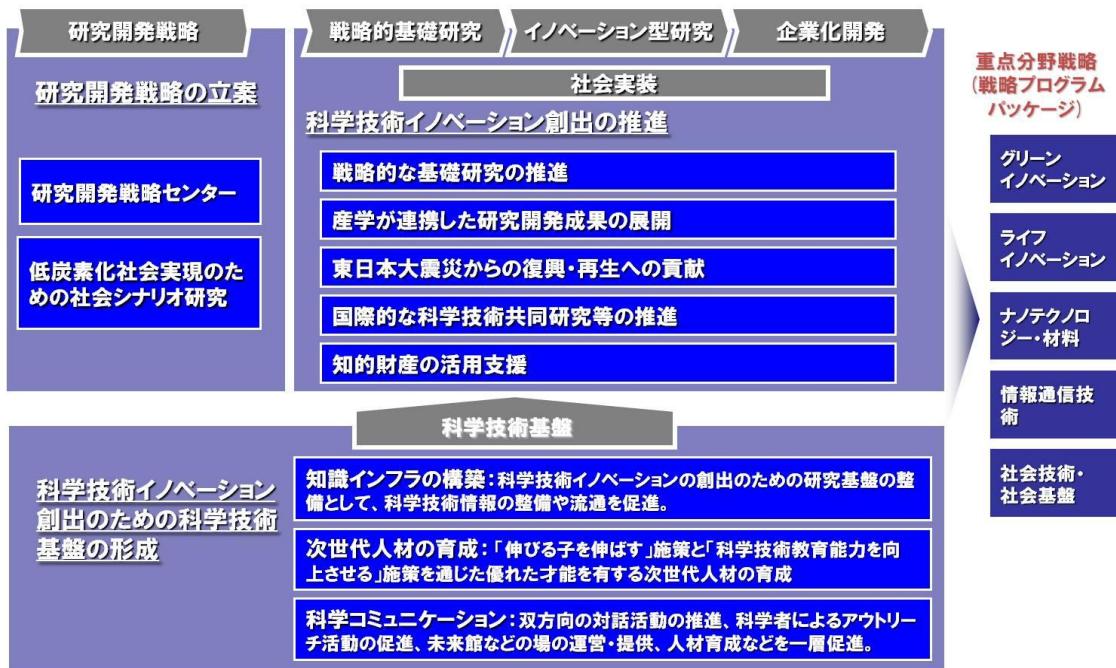 研究開発戦略
研究開発戦略の立案
研究開発戦略センター
低炭素化社会実現のた
めの社会シナリオ研究
戦略的基礎研究
イノベーション型研究
企業化開発
社会実装
科学技術イノベーション創出の推進
戦略的な基礎研究の推進
産学が連携した研究開発成果の展開
東日本大震災からの復興・再生への貢献
国際的な科学技術共同研究等の推進
知的財産の活用支援
科学技術基盤
科学技術イノベーション
創出のための科学技術
基盤の形成
知識インフラの構築：科学技術イノベーションの創出のための研究基盤の整
備として、科学技術情報の整備や流通を促進。
次世代人材の育成：「伸びる子を伸ばす」施策と「科学技術教育能力を向
上させる」施策を通じた優れた才能を有する次世代人材の育成
科学コミュニケーション：双方向の対話活動の推進、科学者によるアウトリー
チ活動の促進、未来館などの場の運営・提供、人材育成などを一層促進。
重点分野戦略
（戦略プログラム
パッケージ）
グリーン
イノベーション
ライフ
イノベーション
ナノテクノロ
ジー・材料
情報通信技
術
社会技術・
社会基盤